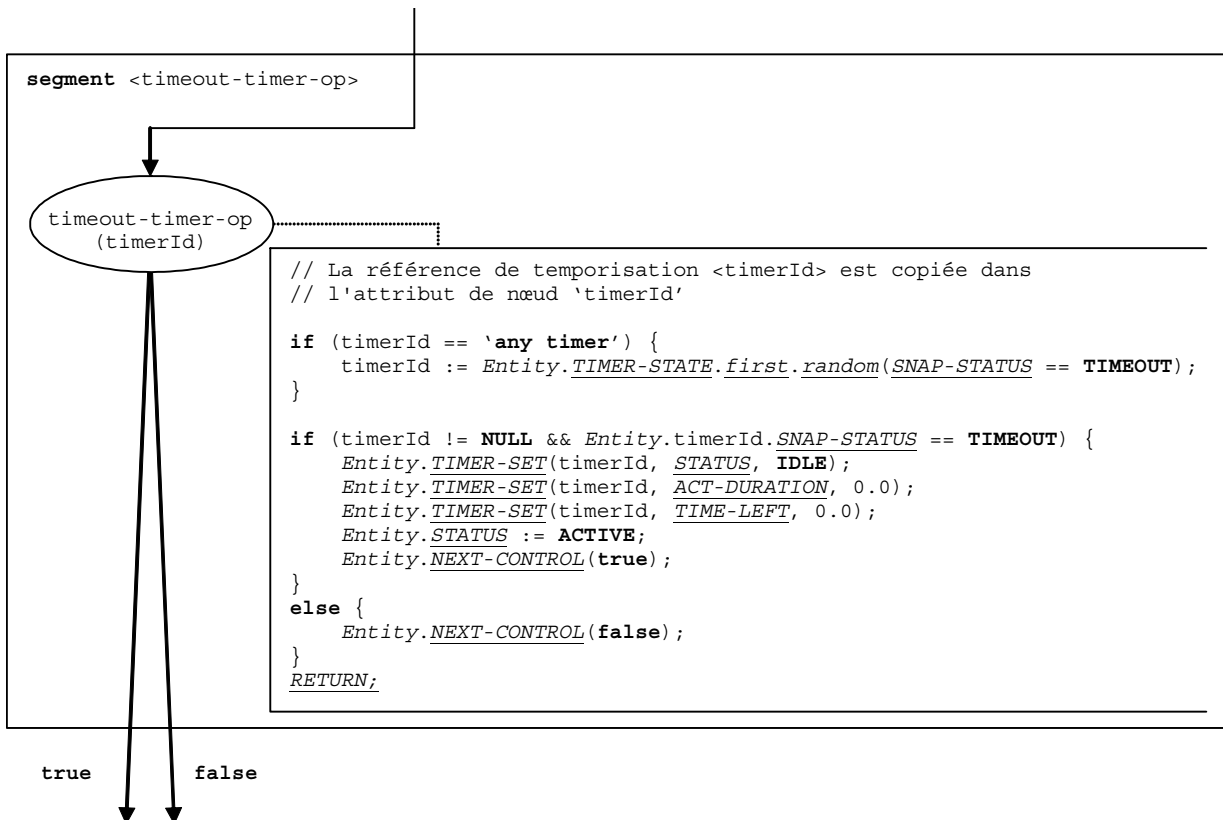 segment <timeout-timer-op>
timeout-timer-op
(timerId)
// La référence de temporisation <timerId> est copiée dans
// l'attribut de nœud ‘timerId’
if (timerId == ‘any timer’) {
timerId := Entity.TIMER-STATE.first.random(SNAP-STATUS == TIMEOUT);
}
if (timerId != NULL && Entity.timerId.SNAP-STATUS == TIMEOUT) {
Entity.TIMER-SET(timerId, STATUS, IDLE);
Entity.TIMER-SET(timerId, ACT-DURATION, 0.0);
Entity.TIMER-SET(timerId, TIME-LEFT, 0.0);
Entity.STATUS := ACTIVE;
Entity.NEXT-CONTROL(true);
}
else {
Entity.NEXT-CONTROL(false);
}
RETURN;
true
false